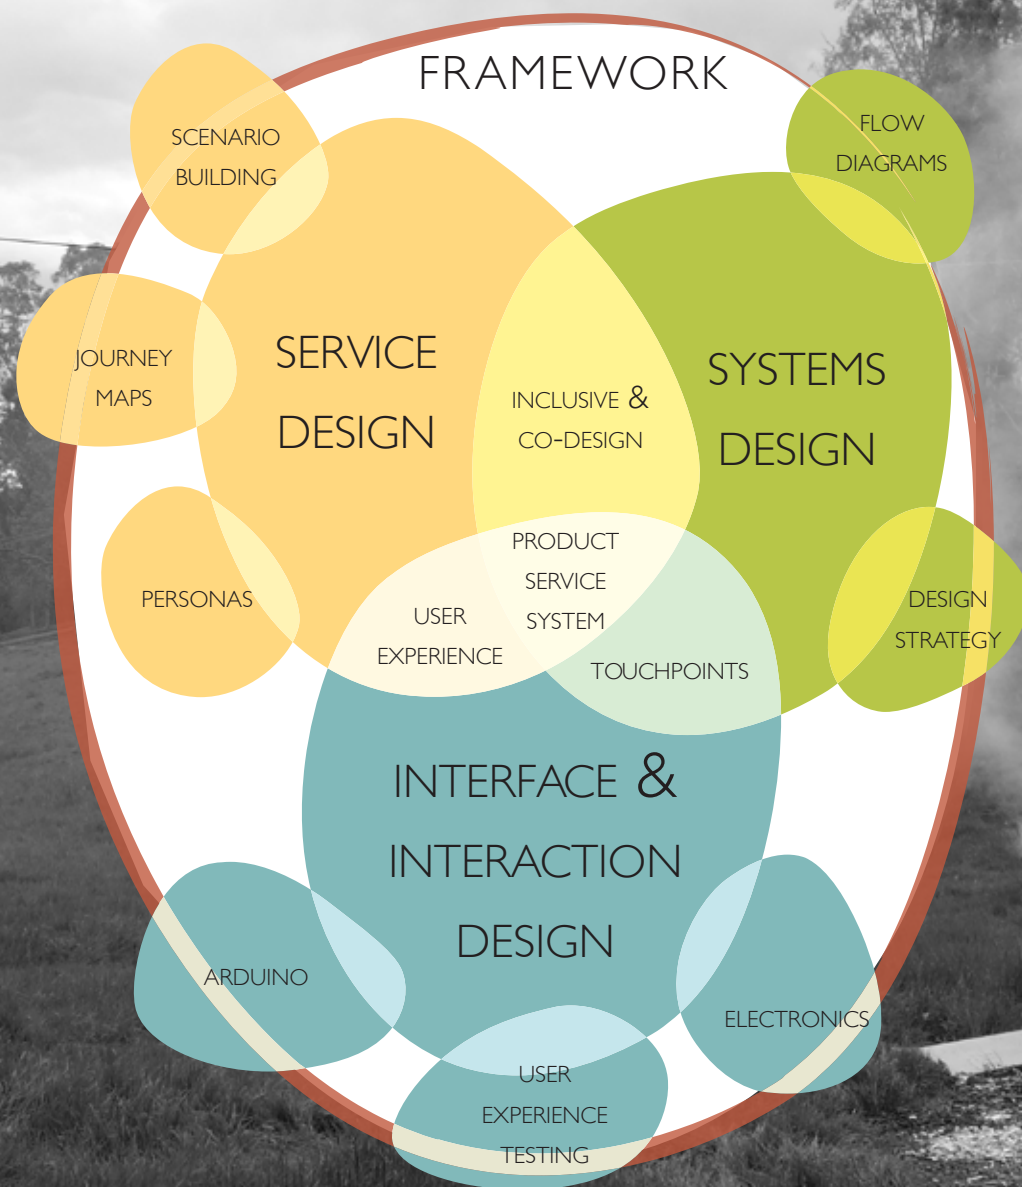 FRAMEWORK
SCENARIO
BUILDING
FLOW
DIAGRAMS
JOURNEY
MAPS
SERVICE
DESIGN
INCLUSIVE &
CO-DESIGN
SYSTEMS
DESIGN
PERSONAS
USER
EXPERIENCE
PRODUCT
SERVICE
SYSTEM
TOUCHPOINTS
DESIGN
STRATEGY
INTERFACE &
INTERACTION
DESIGN
ARDUINO
ELECTRONICS
USER
EXPERIENCE
TESTING